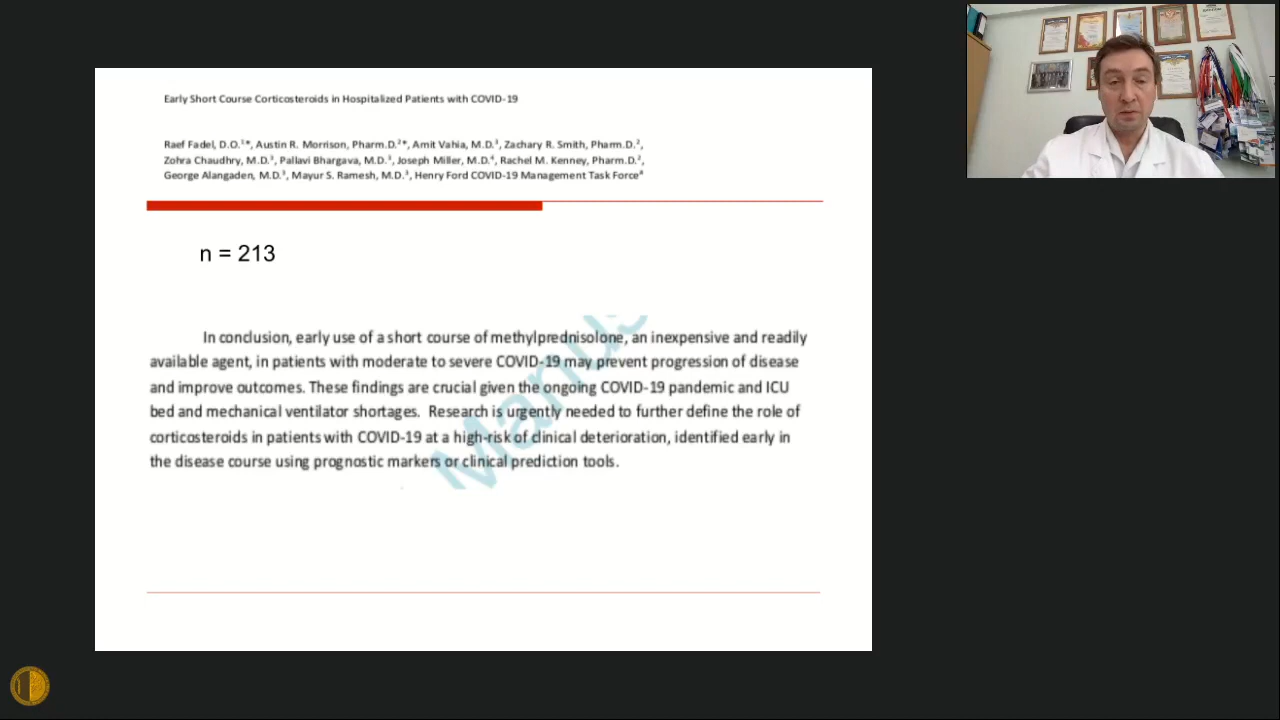 Early Short Course Corticosteroids in Hospitalized Patients with COVID-19
Raef Fadel, D.O.¹*, Austin R. Morrison, Pharm.D.²*, Amit Vahia, M.D.³, Zachary R. Smith, Pharm.D.²,
Zohra Chaudhry, M.D.³, Pallavi Bhargava, M.D.³, Joseph Miller, M.D.⁴, Rachel M. Kenney, Pharm.D.²,
George Alangaden, M.D.³, Mayur S. Ramesh, M.D.³, Henry Ford COVID-19 Management Task Forceª
n = 213
In conclusion, early use of a short course of methylprednisolone, an inexpensive and readily
available agent, in patients with moderate to severe COVID-19 may prevent progression of disease
and improve outcomes. These findings are crucial given the ongoing COVID-19 pandemic and ICU
bed and mechanical ventilator shortages. Research is urgently needed to further define the role of
corticosteroids in patients with COVID-19 at a high-risk of clinical deterioration, identified early in
the disease course using prognostic markers or clinical prediction tools.
Manus